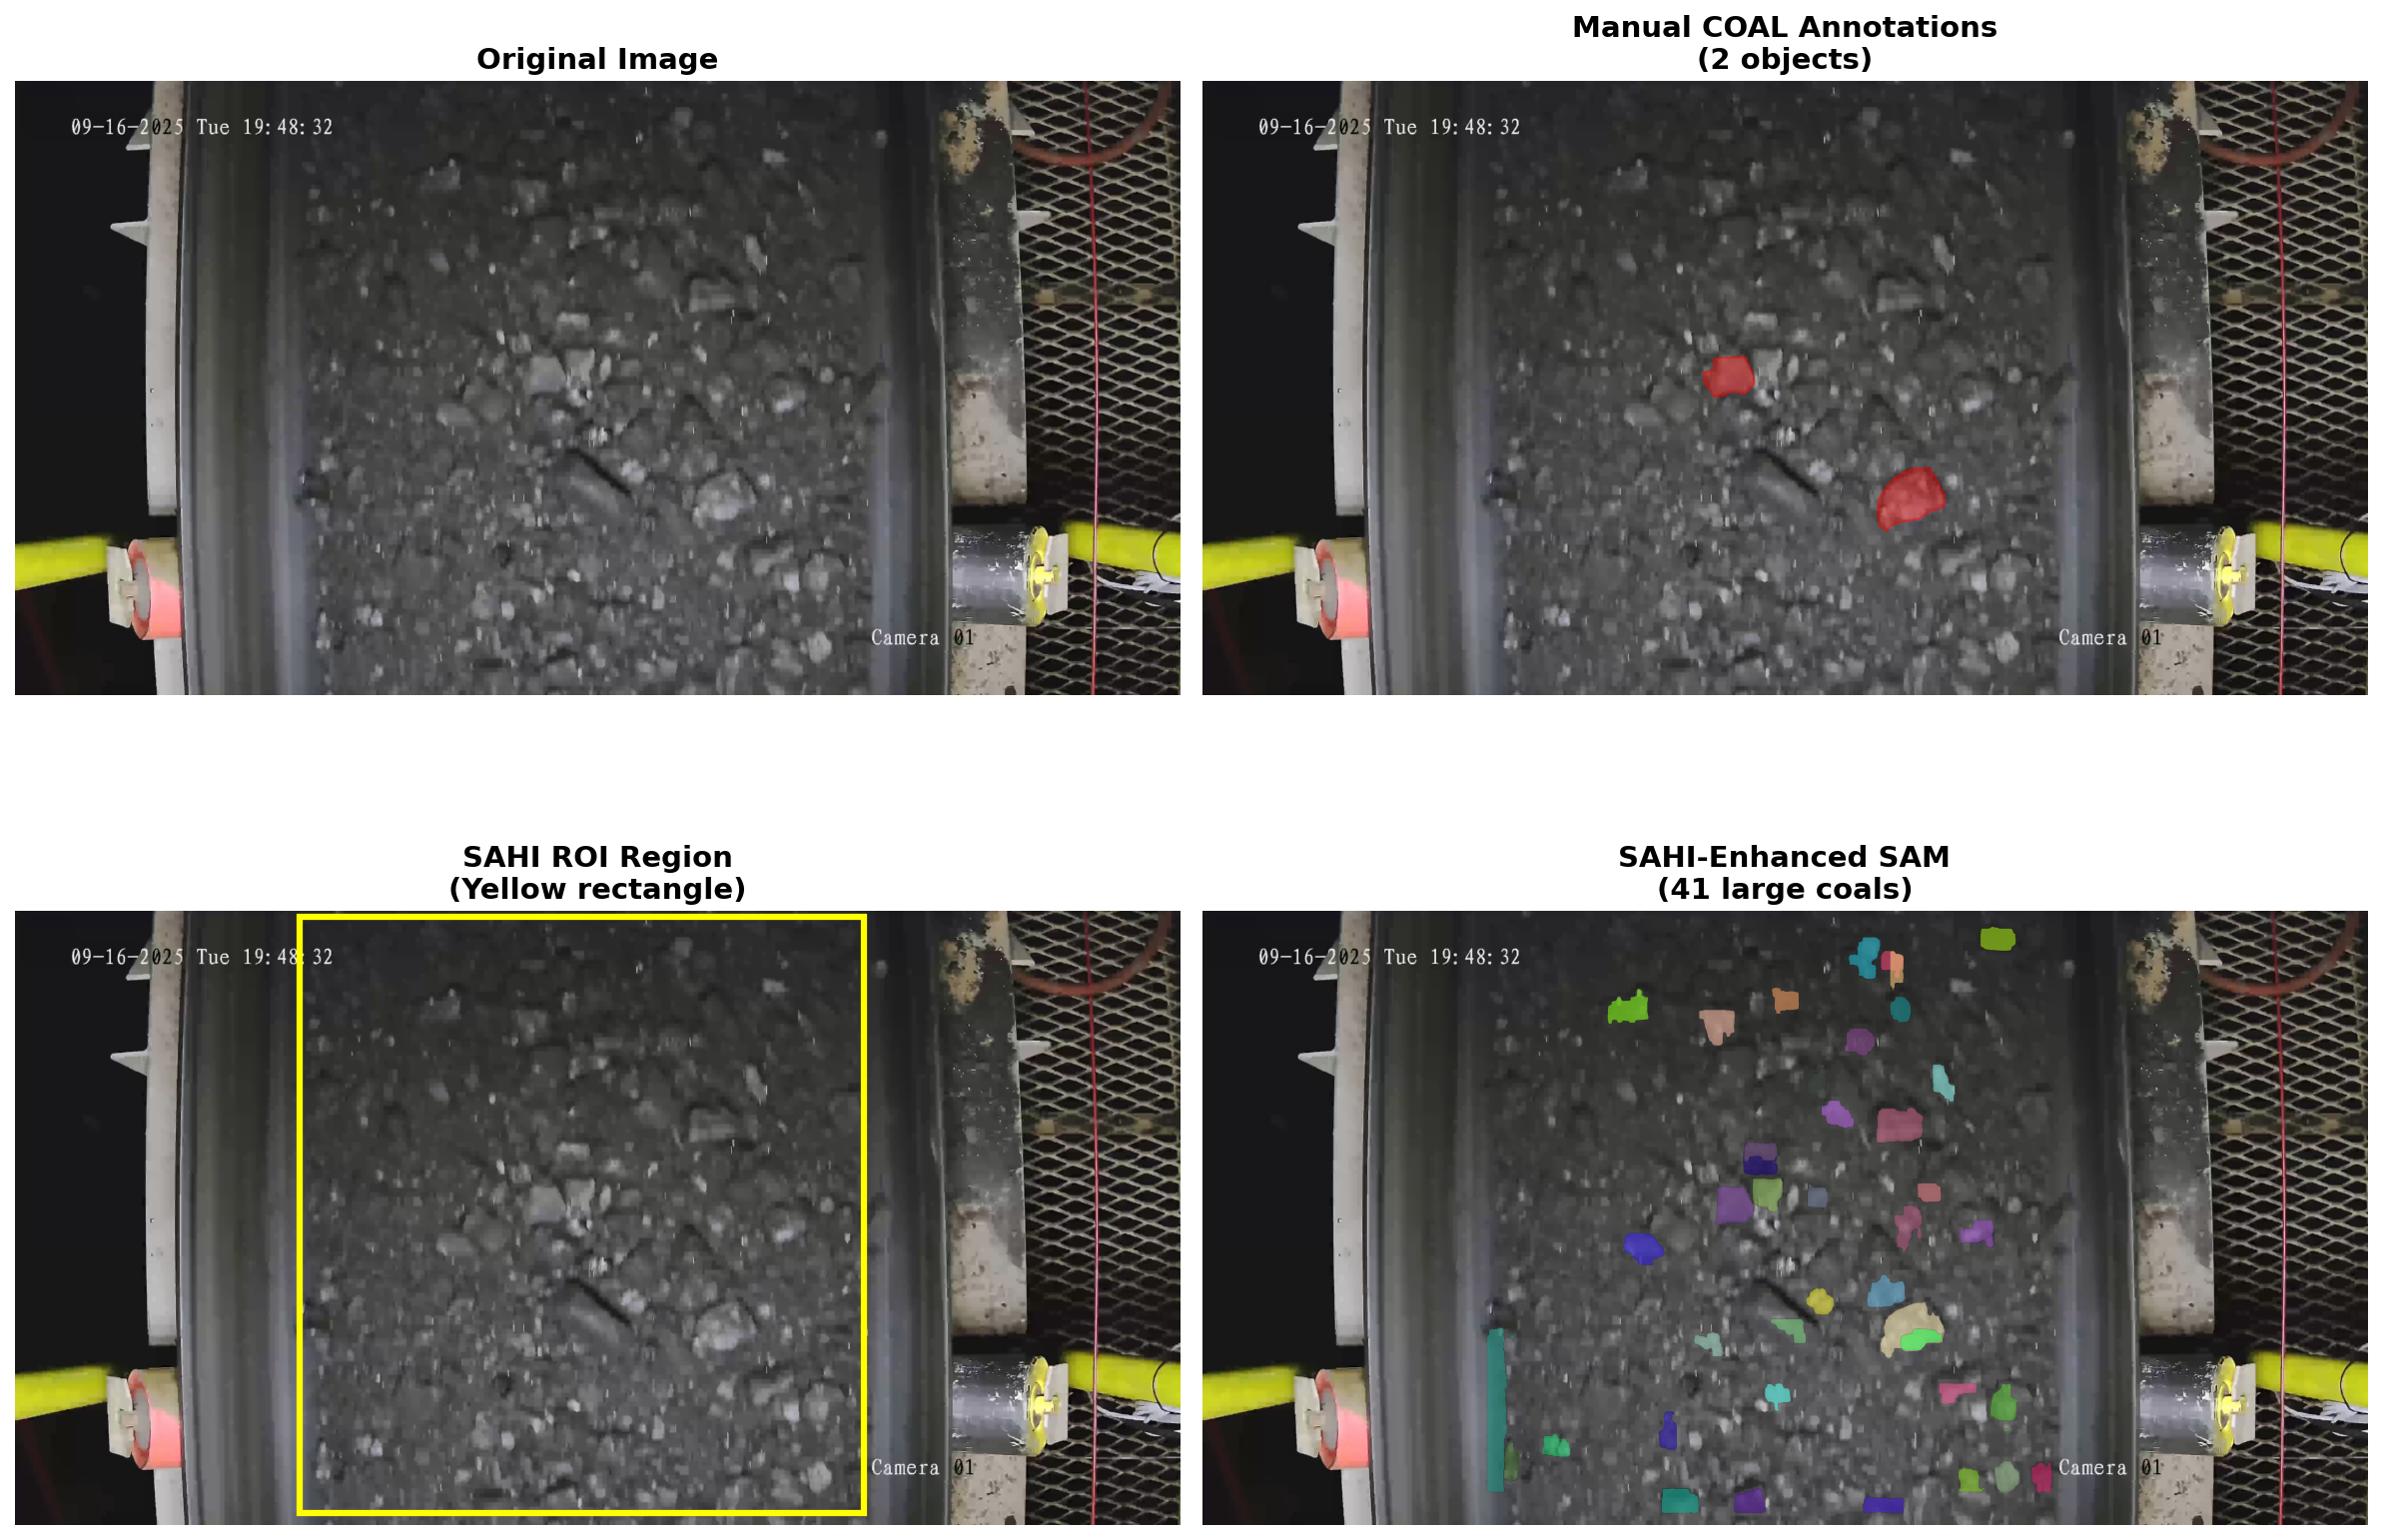 Original Image
09-16-2025 Tue 19:48:32
Camera 01
Manual COAL Annotations
(2 objects)
09-16-2025 Tue 19:48:32
Camera 01
SAHI ROI Region
(Yellow rectangle)
09-16-2025 Tue 19:48:32
Camera 01
SAHI-Enhanced SAM
(41 large coals)
09-16-2025 Tue 19:48:32
Camera 01